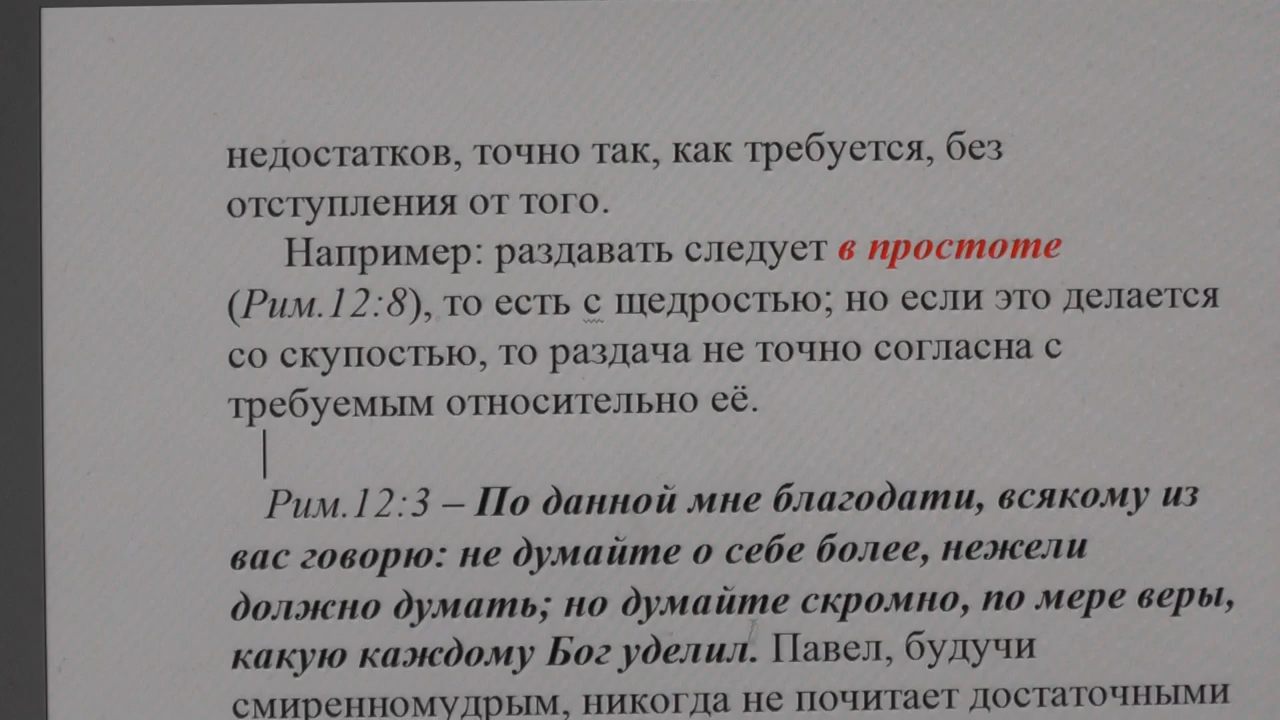 недостатков, точно так, как требуется, без
отступления от того.
Например: раздавать следует в простоте
(Рим.12:8), то есть с щедростью; но если это делается
со скупостью, то раздача не точно согласна с
требуемым относительно её.
Рим.12:3 – По данной мне благодати, всякому из
вас говорю: не думайте о себе более, нежели
должно думать; но думайте скромно, по мере веры,
какую каждому Бог уделил. Павел, будучи
смиренномудрым, никогда не почитает достаточными